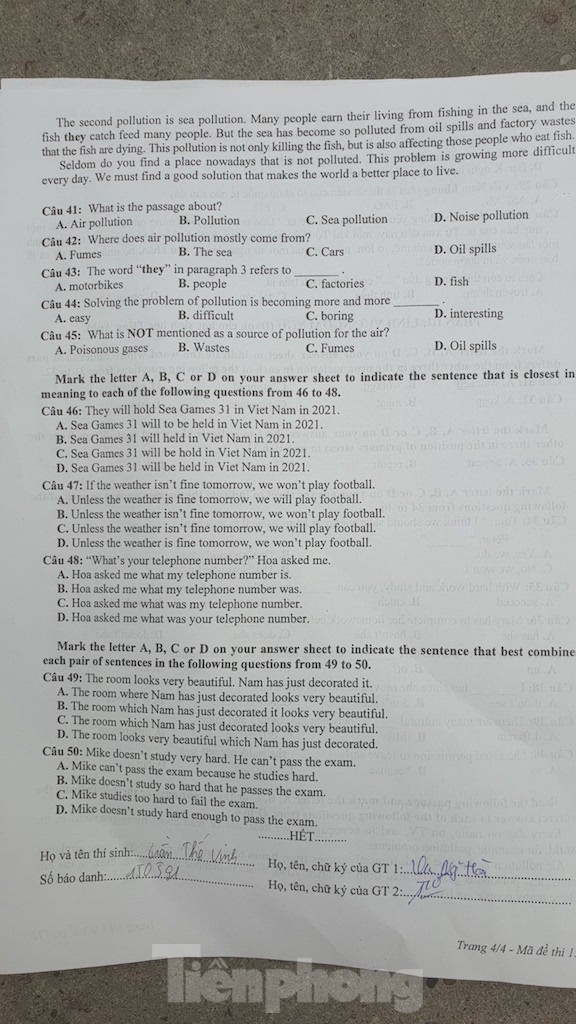 The second pollution is sea pollution. Many people earn their living from fishing in the sea, and the
fish they catch feed many people. But the sea has become so polluted from oil spills and factory wastes
that the fish are dying. This pollution is not only killing the fish, but is also affecting those people who eat fish.
Seldom do you find a place nowadays that is not polluted. This problem is growing more difficult
every day. We must find a good solution that makes the world a better place to live.
Câu 41: What is the passage about?
A. Air pollution B. Pollution C. Sea pollution D. Noise pollution
Câu 42: Where does air pollution mostly come from?
A. Fumes B. The sea C. Cars D. Oil spills
Câu 43: The word “they” in paragraph 3 refers to _______ .
A. motorbikes B. people C. factories D. fish
Câu 44: Solving the problem of pollution is becoming more and more _______ .
A. easy B. difficult C. boring D. interesting
Câu 45: What is NOT mentioned as a source of pollution for the air?
A. Poisonous gases B. Wastes C. Fumes D. Oil spills
Mark the letter A, B, C or D on your answer sheet to indicate the sentence that is closest in
meaning to each of the following questions from 46 to 48.
Câu 46: They will hold Sea Games 31 in Viet Nam in 2021.
A. Sea Games 31 will to be held in Viet Nam in 2021.
B. Sea Games 31 will held in Viet Nam in 2021.
C. Sea Games 31 will be hold in Viet Nam in 2021.
D. Sea Games 31 will be held in Viet Nam in 2021.
Câu 47: If the weather isn’t fine tomorrow, we won’t play football.
A. Unless the weather is fine tomorrow, we will play football.
B. Unless the weather isn’t fine tomorrow, we won’t play football.
C. Unless the weather isn’t fine tomorrow, we will play football.
D. Unless the weather is fine tomorrow, we won’t play football.
Câu 48: “What’s your telephone number?” Hoa asked me.
A. Hoa asked me what my telephone number is.
B. Hoa asked me what my telephone number was.
C. Hoa asked me what was my telephone number.
D. Hoa asked me what was your telephone number.
Mark the letter A, B, C or D on your answer sheet to indicate the sentence that best combine
each pair of sentences in the following questions from 49 to 50.
Câu 49: The room looks very beautiful. Nam has just decorated it.
A. The room where Nam has just decorated looks very beautiful.
B. The room which Nam has just decorated it looks very beautiful.
C. The room which Nam has just decorated looks very beautiful.
D. The room looks very beautiful which Nam has just decorated.
Câu 50: Mike doesn’t study very hard. He can’t pass the exam.
A. Mike can’t pass the exam because he studies hard.
B. Mike doesn’t study so hard that he passes the exam.
C. Mike studies too hard to fail the exam.
D. Mike doesn’t study hard enough to pass the exam.
..........HẾT..........
Họ và tên thí sinh:.....Trần Thế Vinh
Họ, tên, chữ ký của GT 1:...
Số báo danh:.....150591
Họ, tên, chữ ký của GT 2:...
Trang 4/4 - Mã đề thi 1
Tiềnphong